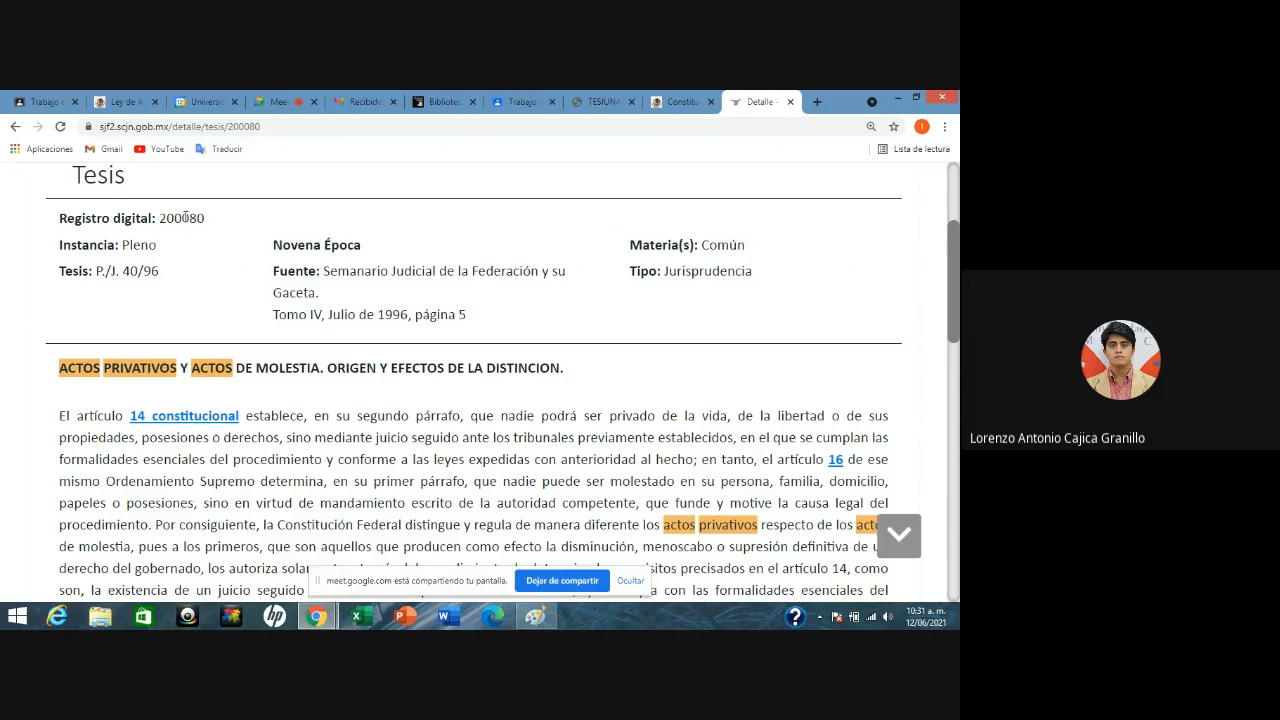 Trabajo e
Ley de A
Universi
Meet
Recibido
Bibliotec
Trabajo e
TESIUNA
Constitu
Detalle -
sjf2.scjn.gob.mx/detalle/tesis/200080
Aplicaciones
Gmail
YouTube
Traducir
Lista de lectura
Tesis
Registro digital: 200080
Instancia: Pleno
Novena Época
Materia(s): Común
Tesis: P./J. 40/96
Fuente: Semanario Judicial de la Federación y su
Gaceta.
Tomo IV, Julio de 1996, página 5
Tipo: Jurisprudencia
ACTOS PRIVATIVOS Y ACTOS DE MOLESTIA. ORIGEN Y EFECTOS DE LA DISTINCION.
El artículo 14 constitucional establece, en su segundo párrafo, que nadie podrá ser privado de la vida, de la libertad o de sus
propiedades, posesiones o derechos, sino mediante juicio seguido ante los tribunales previamente establecidos, en el que se cumplan las
formalidades esenciales del procedimiento y conforme a las leyes expedidas con anterioridad al hecho; en tanto, el artículo 16 de ese
mismo Ordenamiento Supremo determina, en su primer párrafo, que nadie puede ser molestado en su persona, familia, domicilio,
papeles o posesiones, sino en virtud de mandamiento escrito de la autoridad competente, que funde y motive la causa legal del
procedimiento. Por consiguiente, la Constitución Federal distingue y regula de manera diferente los actos privativos respecto de los acto
de molestia, pues a los primeros, que son aquellos que producen como efecto la disminución, menoscabo o supresión definitiva de u
derecho del gobernado, los autoriza sola
precisados en el artículo 14, como
son, la existencia de un juicio seguido
con las formalidades esenciales del
meet.google.com está compartiendo tu pantalla.
Dejar de compartir
Ocultar
10:31 a. m.
12/06/2021
Lorenzo Antonio Cajica Granillo